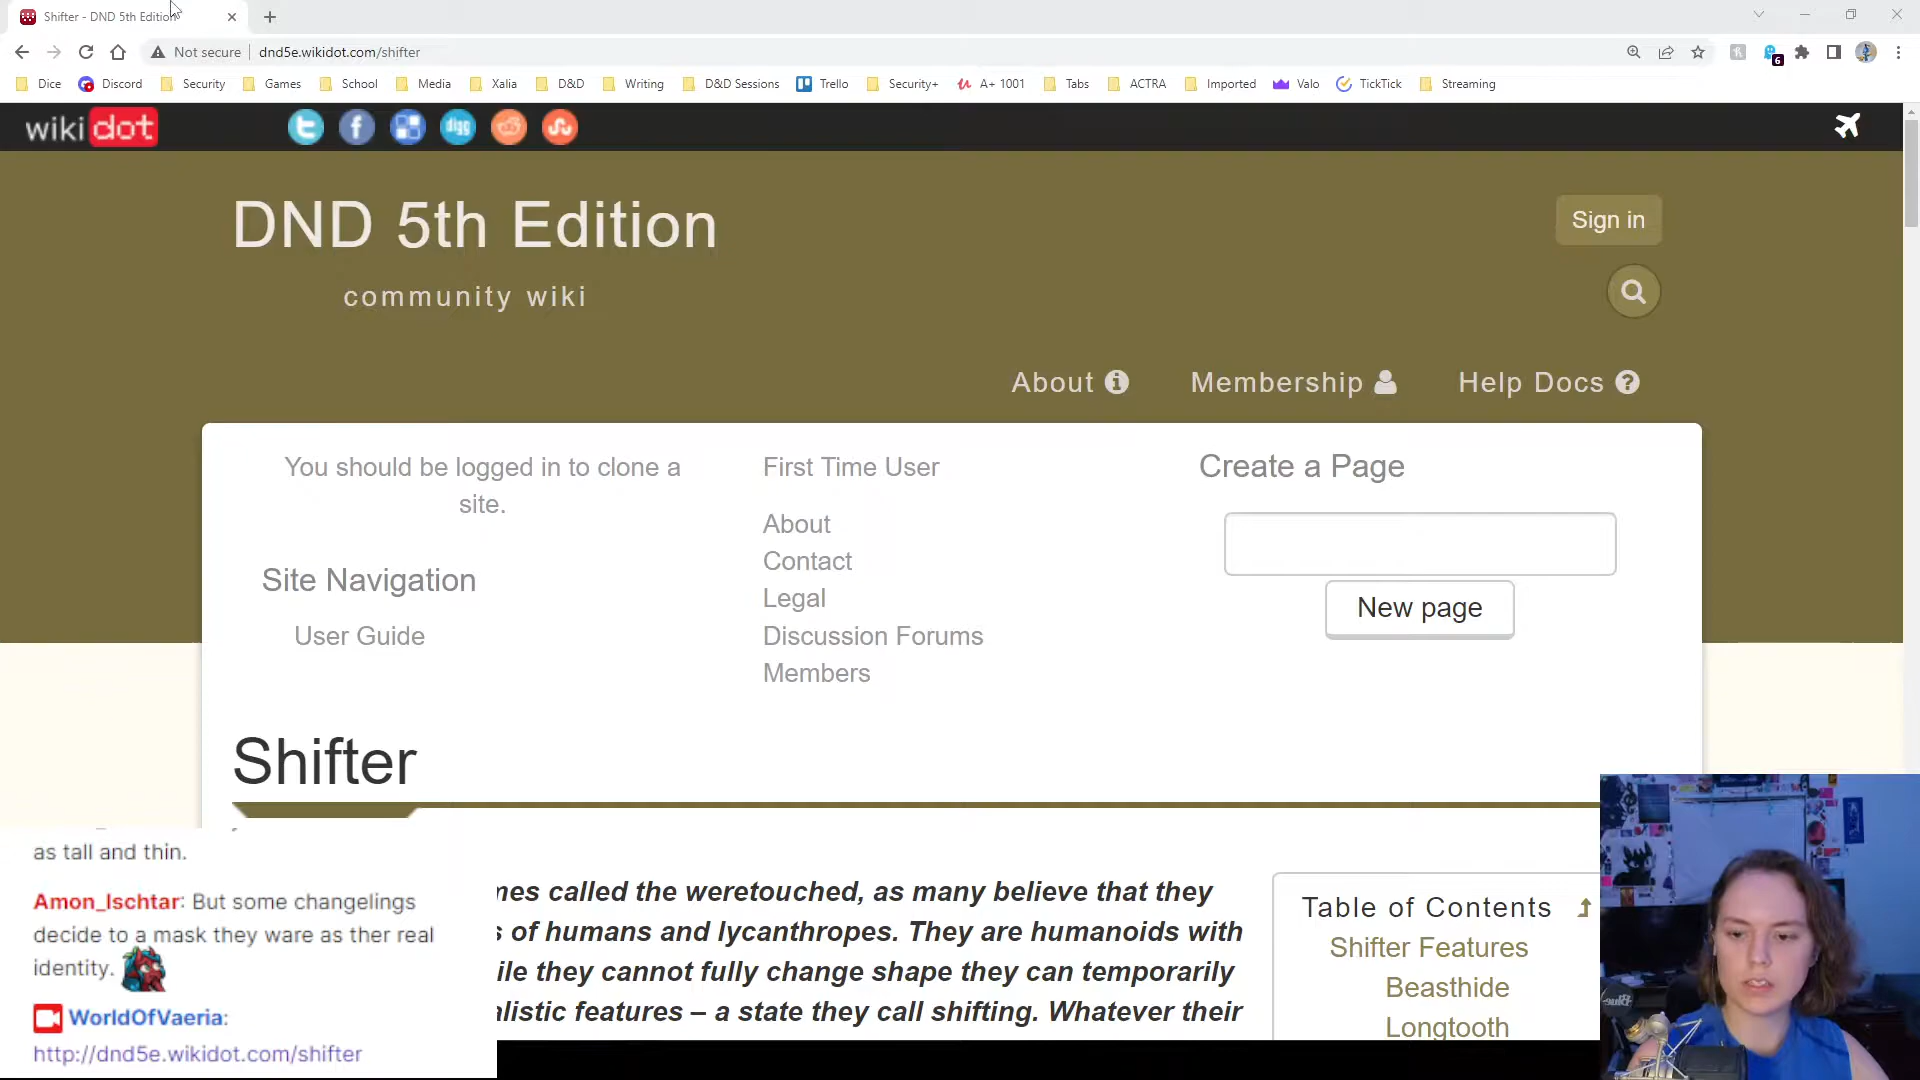 Shifter - DND 5th Edition
Not secure
dnd5e.wikidot.com/shifter
6
Dice
Discord
Security
Games
School
Media
Xalia
D&D
Writing
D&D Sessions
Trello
Security+
A+ 1001
Tabs
ACTRA
Imported
Valo
TickTick
Streaming
wikidot
digg
DND 5th Edition
Sign in
community wiki
About
Membership
Help Docs
You should be logged in to clone a
site.
Site Navigation
User Guide
First Time User
About
Contact
Legal
Discussion Forums
Members
Create a Page
New page
Shifter
nes called the weretouched, as many believe that they
s of humans and lycanthropes. They are humanoids with
ile they cannot fully change shape they can temporarily
listic features – a state they call shifting. Whatever their
Table of Contents
Shifter Features
Beasthide
Longtooth
as tall and thin.
Amon_Ischtar: But some changelings
decide to a mask they ware as ther real
identity.
WorldOfVaeria:
http://dnd5e.wikidot.com/shifter